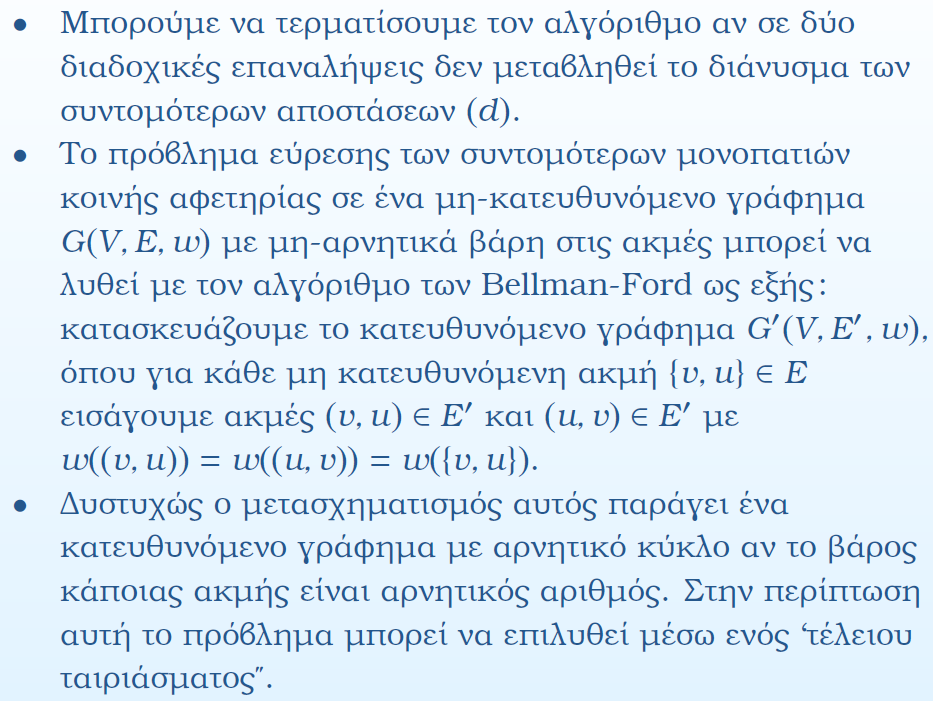 • Μπορούμε να τερματίσουμε τον αλγόριθμο αν σε δύο
διαδοχικές επαναλήψεις δεν μεταβληθεί το διάνυσμα των
συντομότερων αποστάσεων (d).
• Το πρόβλημα εύρεσης των συντομότερων μονοπατιών
κοινής αφετηρίας σε ένα μη-κατευθυνόμενο γράφημα
G(V, E, w) με μη-αρνητικά βάρη στις ακμές μπορεί να
λυθεί με τον αλγόριθμο των Bellman-Ford ως εξής:
κατασκευάζουμε το κατευθυνόμενο γράφημα G′(V, E′, w),
όπου για κάθε μη κατευθυνόμενη ακμή {v, u} ∈ E
εισάγουμε ακμές (v, u) ∈ E′ και (u, v) ∈ E′ με
w((v, u)) = w((u, v)) = w({v, u}).
• Δυστυχώς ο μετασχηματισμός αυτός παράγει ένα
κατευθυνόμενο γράφημα με αρνητικό κύκλο αν το βάρος
κάποιας ακμής είναι αρνητικός αριθμός. Στην περίπτωση
αυτή το πρόβλημα μπορεί να επιλυθεί μέσω ενός ‘τέλειου
ταιριάσματος".